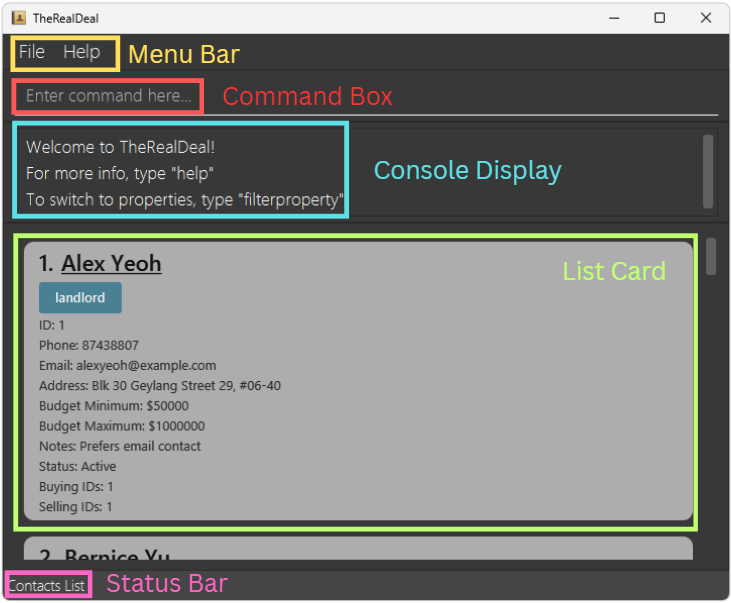 TheRealDeal
File Help Menu Bar
Enter command here... Command Box
Welcome to TheRealDeal!
For more info, type "help"
To switch to properties, type "filterproperty"
Console Display
1. Alex Yeoh
List Card
landlord
ID: 1
Phone: 87438807
Email: alexyeoh@example.com
Address: Blk 30 Geylang Street 29, #06-40
Budget Minimum: $50000
Budget Maximum: $1000000
Notes: Prefers email contact
Status: Active
Buying IDs: 1
Selling IDs: 1
2. Bernice Yu
Contacts List Status Bar